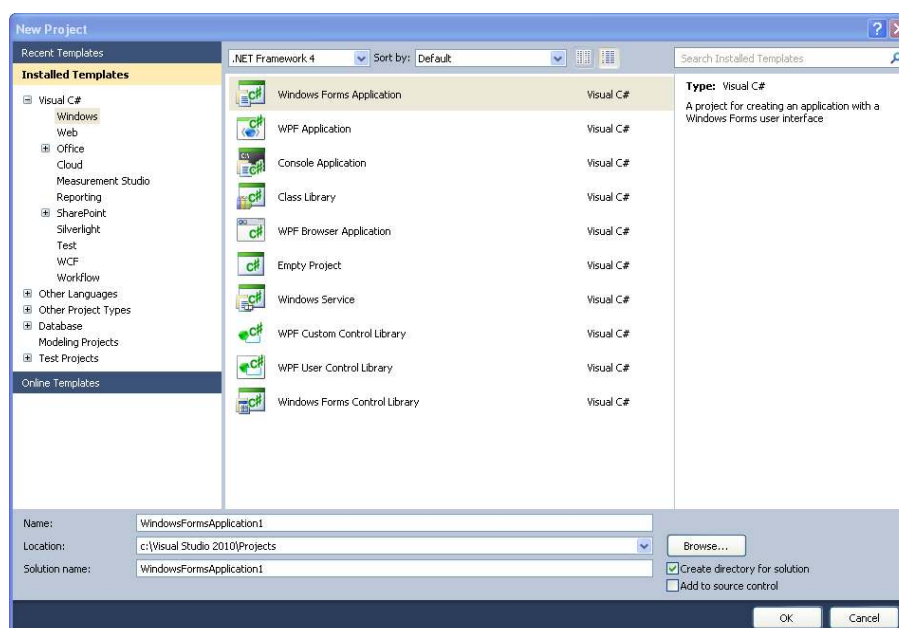 New Project
Recent Templates
Installed Templates
Visual C#
Windows
Web
Office
Cloud
Measurement Studio
Reporting
SharePoint
Silverlight
Test
WCF
Workflow
Other Languages
Other Project Types
Database
Modeling Projects
Test Projects
Online Templates
.NET Framework 4 Sort by: Default
Windows Forms Application Visual C#
WPF Application Visual C#
Console Application Visual C#
Class Library Visual C#
WPF Browser Application Visual C#
Empty Project Visual C#
Windows Service Visual C#
WPF Custom Control Library Visual C#
WPF User Control Library Visual C#
Windows Forms Control Library Visual C#
Search Installed Templates
Type: Visual C#
A project for creating an application with a
Windows Forms user interface
Name: WindowsFormsApplication1
Location: c:\Visual Studio 2010\Projects Browse...
Solution name: WindowsFormsApplication1
Create directory for solution
Add to source control
OK Cancel